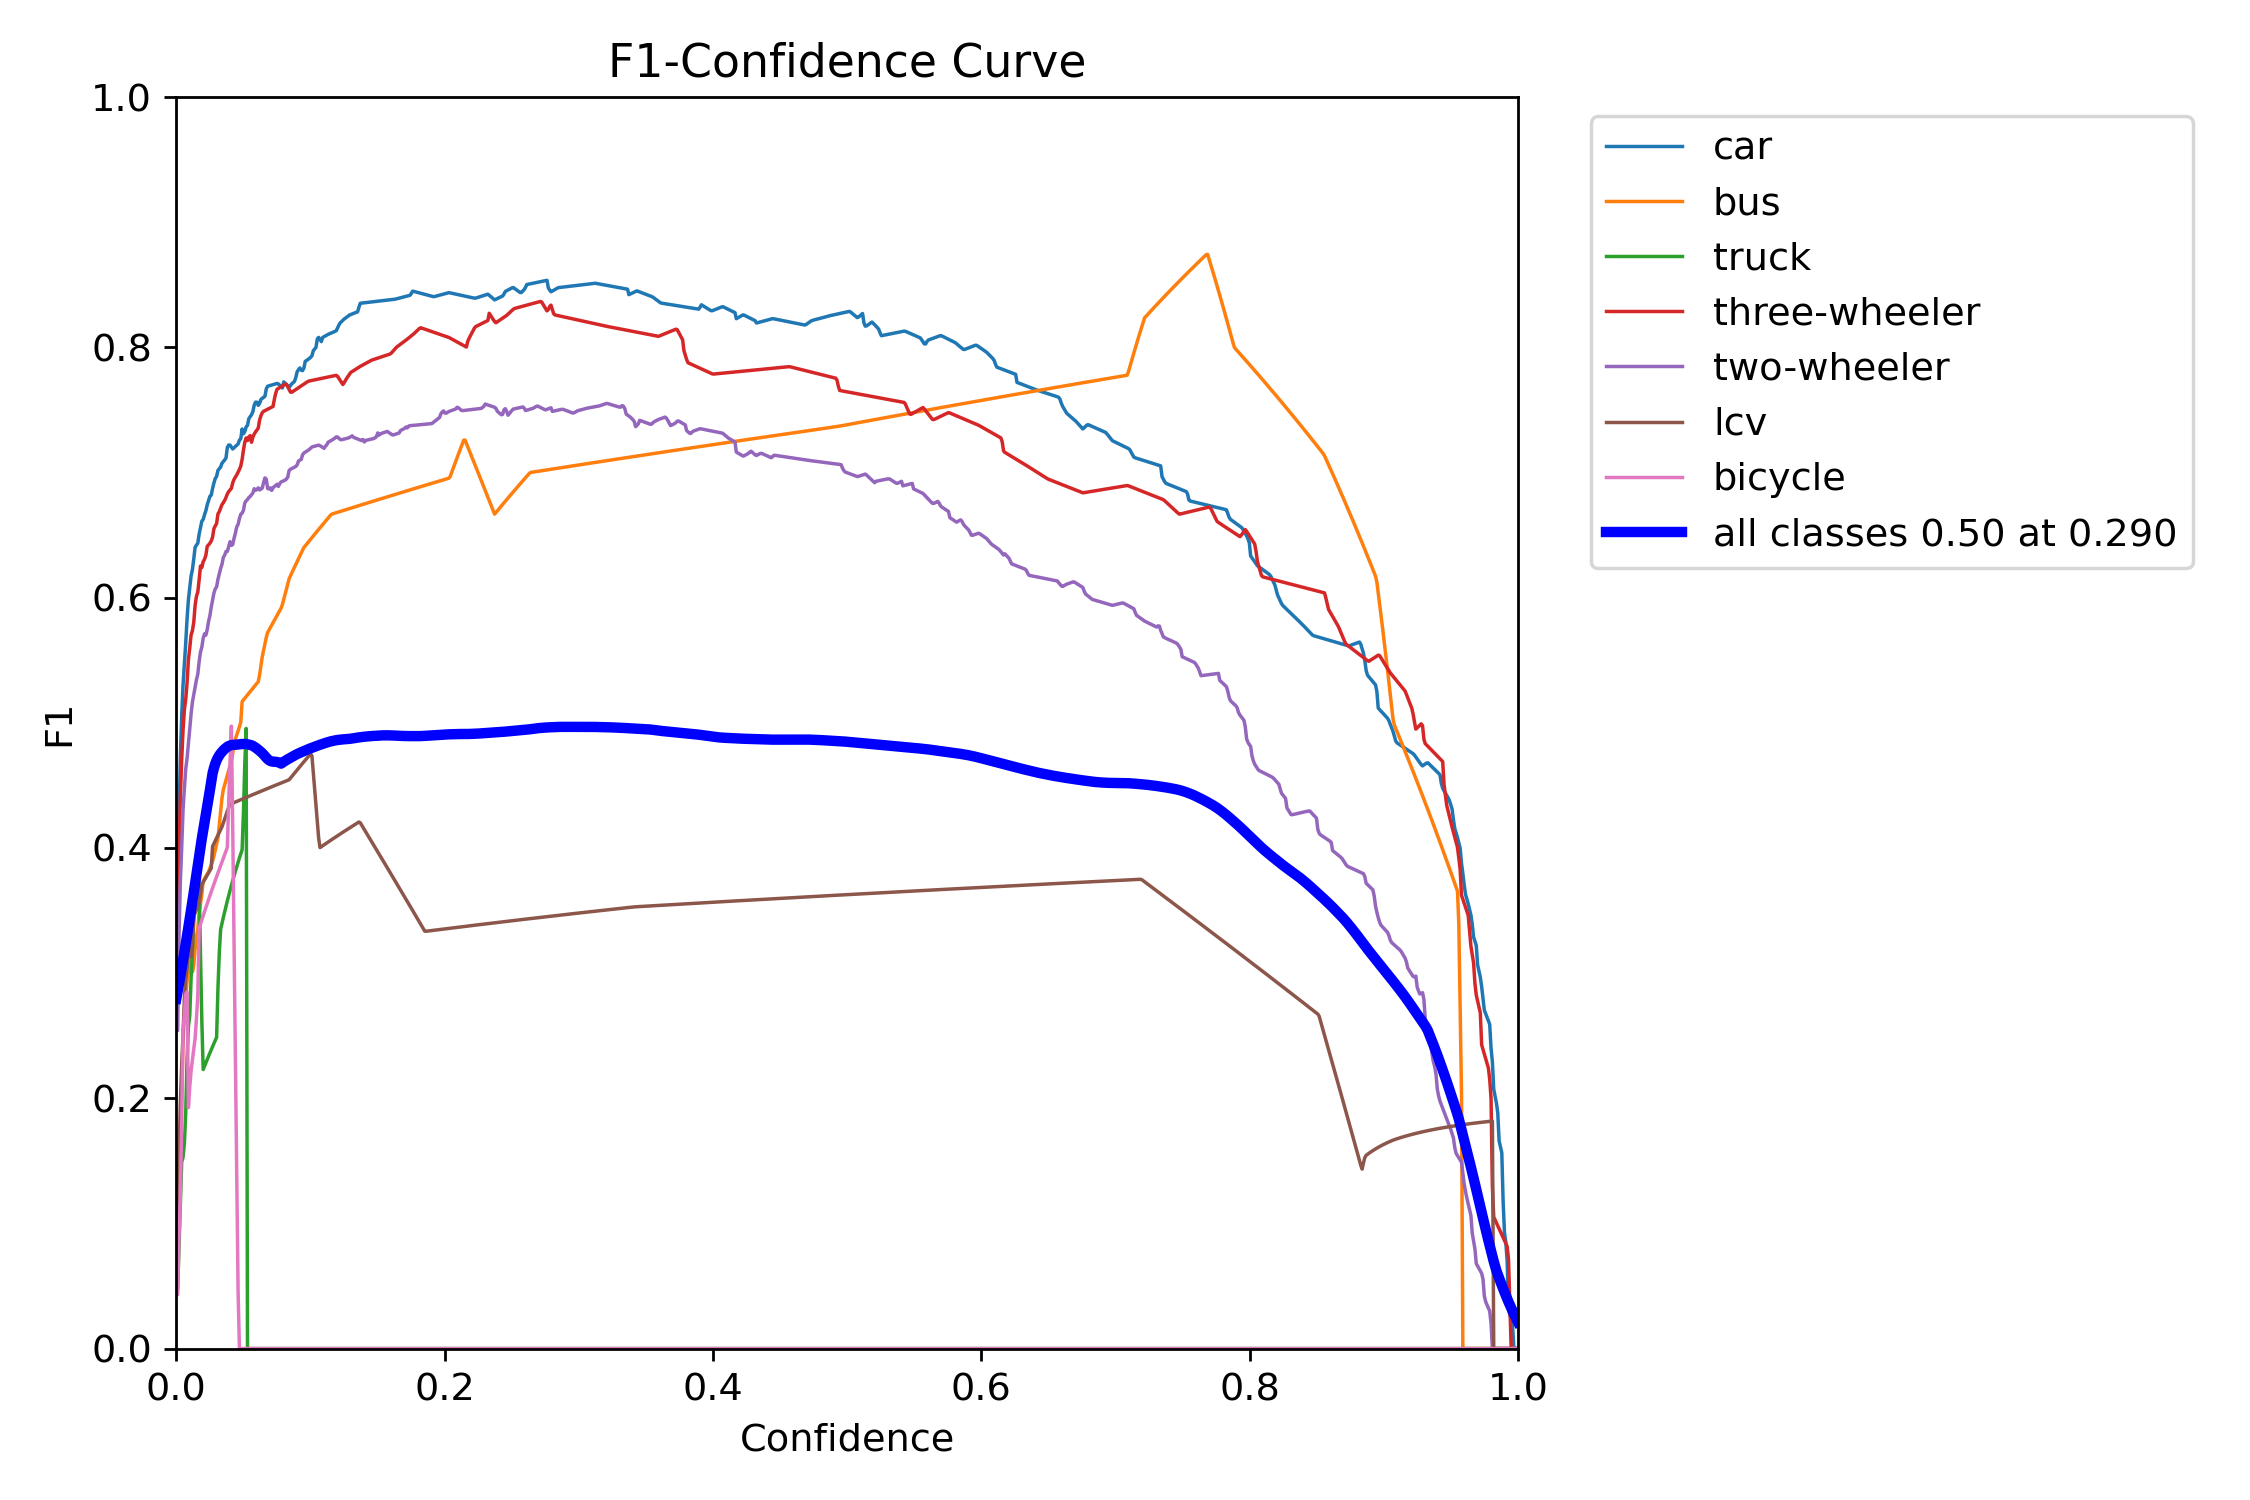 F1-Confidence Curve
1.0
0.8
0.6
0.4
0.2
0.0
F1
0.0 0.2 0.4 0.6 0.8 1.0
Confidence
car
bus
truck
three-wheeler
two-wheeler
lcv
bicycle
all classes 0.50 at 0.290